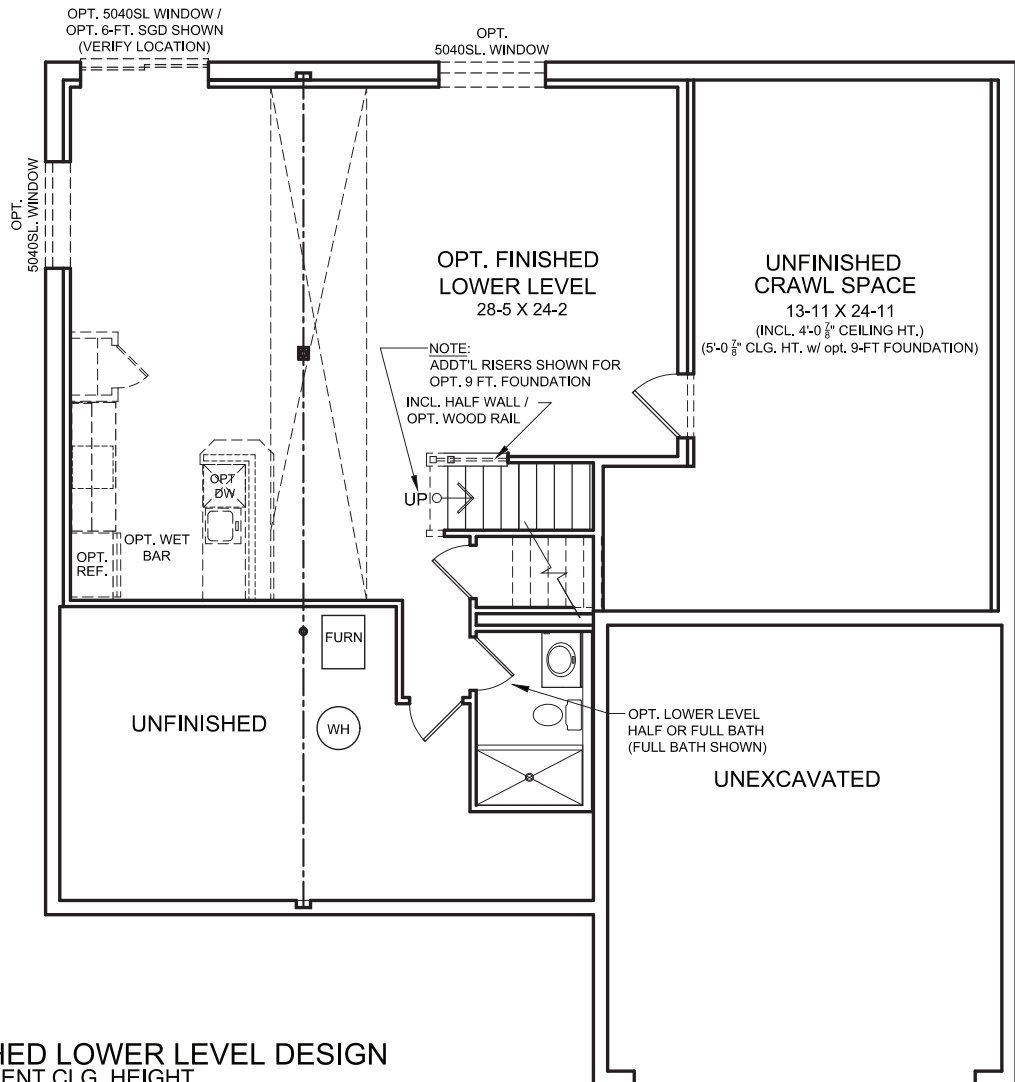 OPT. 5040SL WINDOW /
OPT. 6-FT. SGD SHOWN
(VERIFY LOCATION)
OPT.
5040SL. WINDOW
OPT.
5040SL. WINDOW
OPT. FINISHED
LOWER LEVEL
28-5 X 24-2
UNFINISHED
CRAWL SPACE
13-11 X 24-11
(INCL. 4'-0 7/8" CEILING HT.)
(5'-0 7/8" CLG. HT. w/ opt. 9-FT FOUNDATION)
NOTE:
ADDT'L RISERS SHOWN FOR
OPT. 9 FT. FOUNDATION
INCL. HALF WALL /
OPT. WOOD RAIL
UP
OPT
DW
OPT. WET
BAR
OPT.
REF.
FURN
UNFINISHED
WH
OPT. LOWER LEVEL
HALF OR FULL BATH
(FULL BATH SHOWN)
UNEXCAVATED
HED LOWER LEVEL DESIGN
ENT CLG. HEIGHT